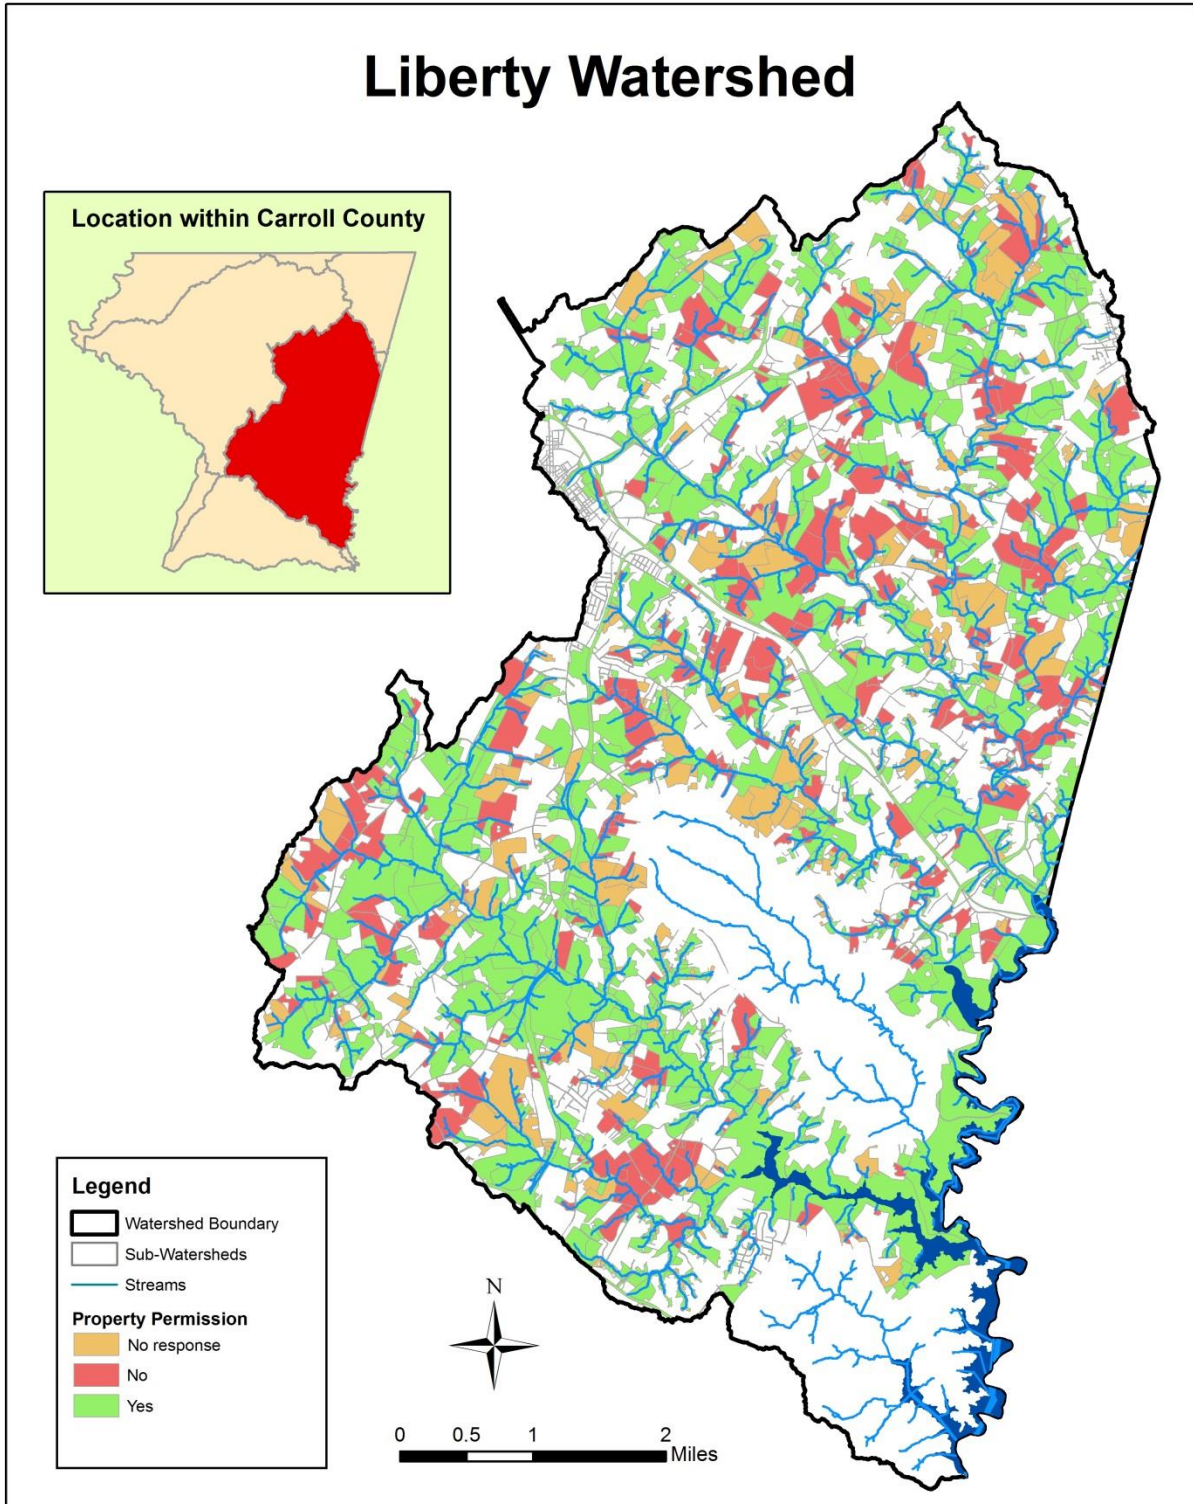 Liberty Watershed
Location within Carroll County
Legend
Watershed Boundary
Sub-Watersheds
Streams
Property Permission
No response
No
Yes
N
0 0.5 1 2
Miles